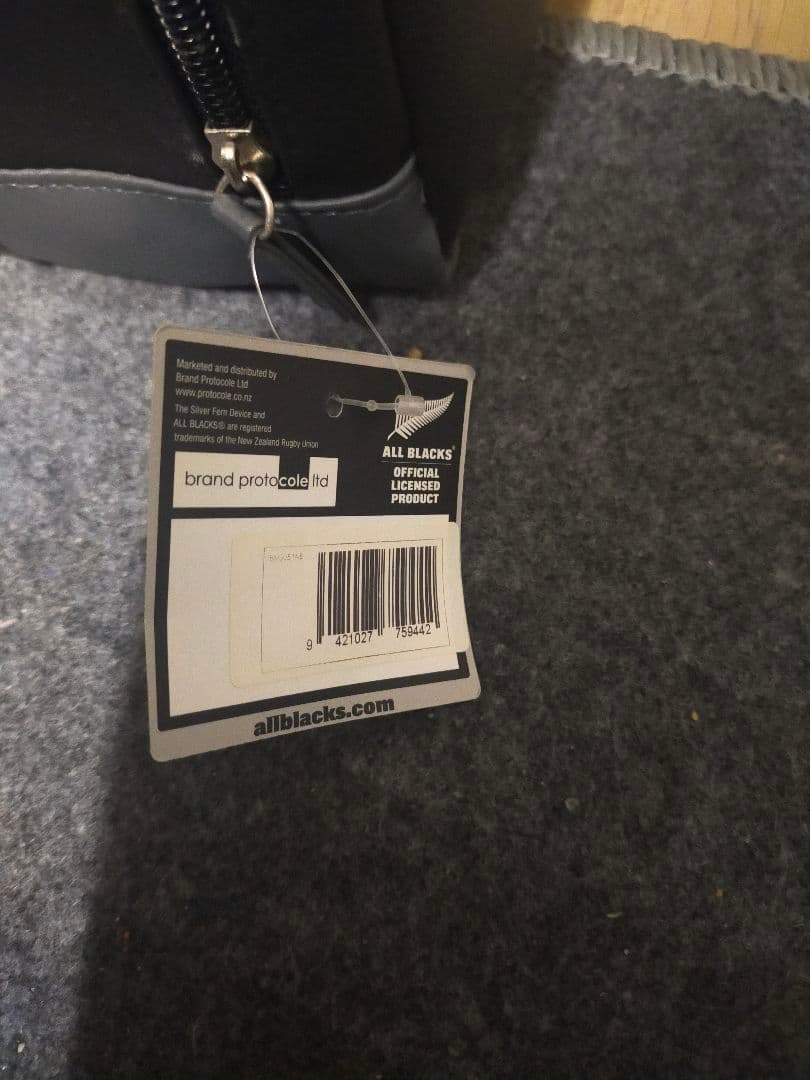 Marketed and distributed by
Brand Protocole Ltd
www.protocole.co.nz
The Silver Fern Device and
ALL BLACKS® are registered
trademarks of the New Zealand Rugby Union
brand protocole ltd
ALL BLACKS®
OFFICIAL
LICENSED
PRODUCT
9 421027 759442
allblacks.com